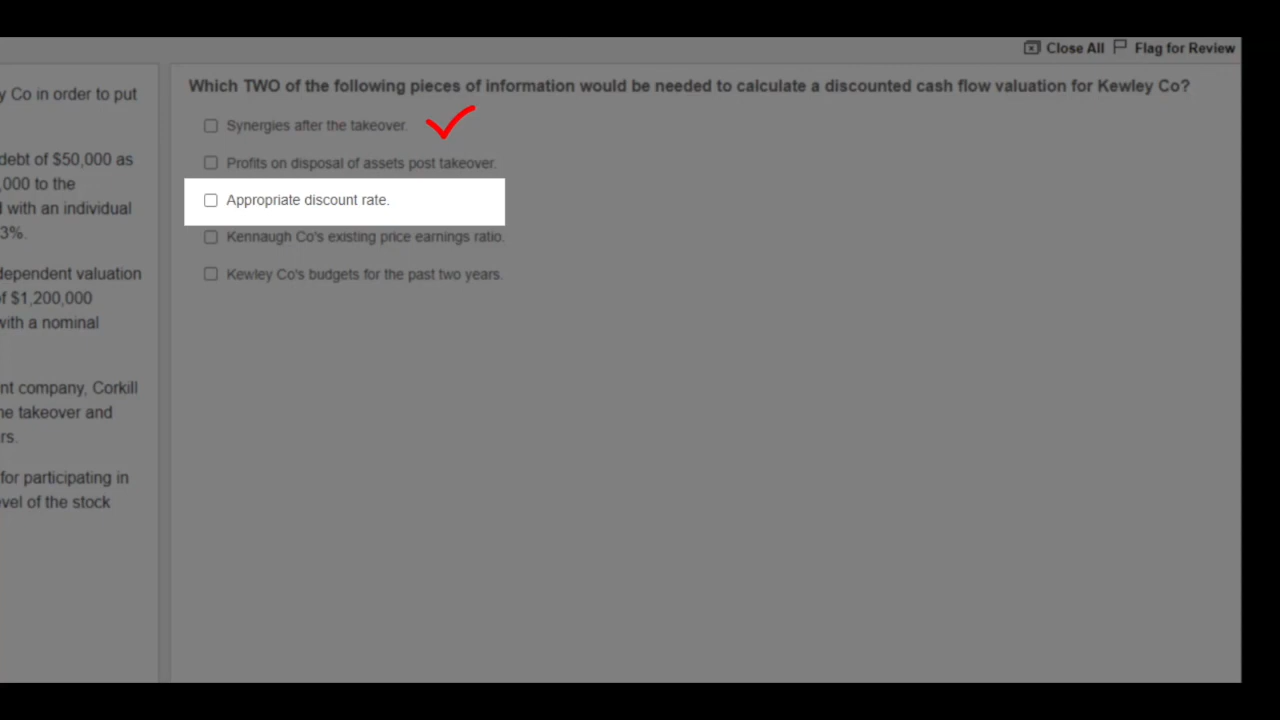 Close All Flag for Review
y Co in order to put
debt of $50,000 as
,000 to the
d with an individual
3%.
dependent valuation
of $1,200,000
with a nominal
nt company, Corkill
he takeover and
rs.
for participating in
evel of the stock
Which TWO of the following pieces of information would be needed to calculate a discounted cash flow valuation for Kewley Co?
Synergies after the takeover.
Profits on disposal of assets post takeover.
Appropriate discount rate.
Kennaugh Co's existing price earnings ratio.
Kewley Co's budgets for the past two years.